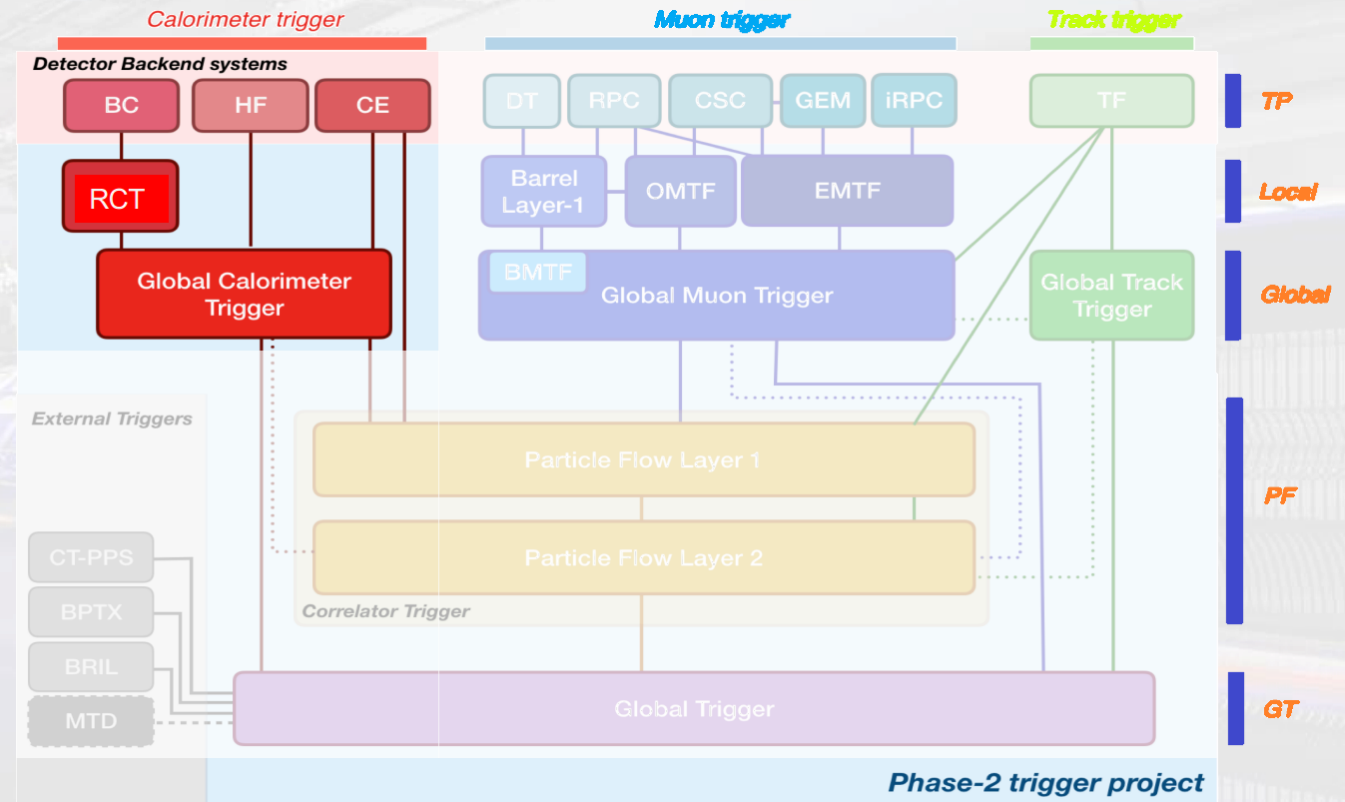 Calorimeter trigger
Muon trigger
Track trigger
Detector Backend systems
BC
HF
CE
DT
RPC
CSC
GEM
iRPC
TF
TP
RCT
Barrel
Layer-1
OMTF
EMTF
Local
Global Calorimeter
Trigger
BMTF
Global Muon Trigger
Global Track
Trigger
Global
External Triggers
Particle Flow Layer 1
PF
CT-PPS
Particle Flow Layer 2
BPTX
Correlator Trigger
BRIL
MTD
Global Trigger
GT
Phase-2 trigger project